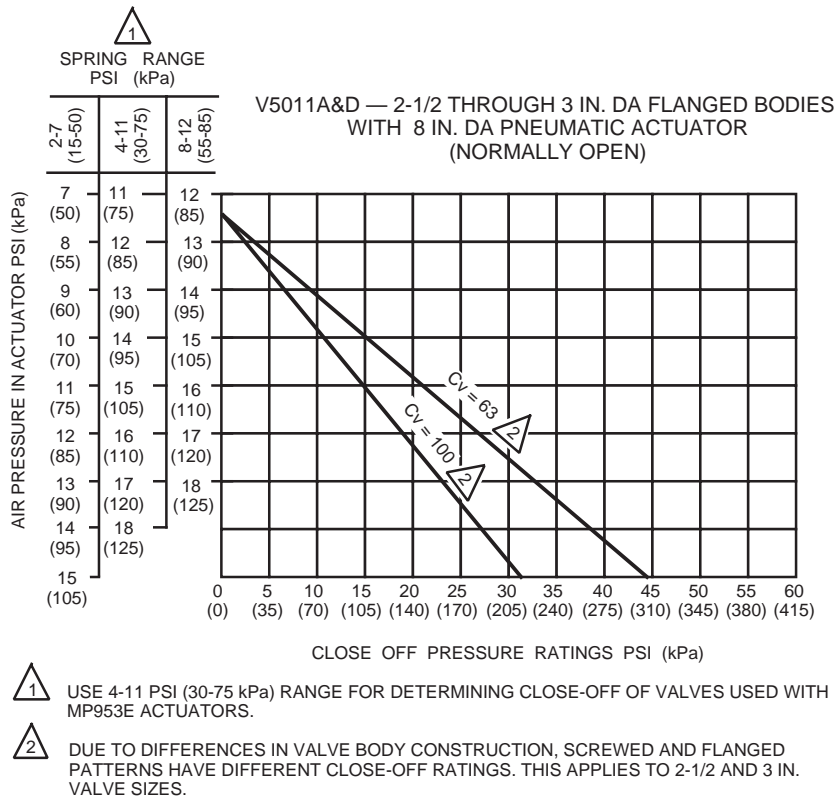 1
SPRING RANGE
PSI (kPa)
2-7
(15-50)
4-11
(30-75)
8-12
(55-85)
V5011A&D — 2-1/2 THROUGH 3 IN. DA FLANGED BODIES
WITH 8 IN. DA PNEUMATIC ACTUATOR
(NORMALLY OPEN)
AIR PRESSURE IN ACTUATOR PSI (kPa)
7 11 12
(50) (75) (85)
8 12 13
(55) (85) (90)
9 13 14
(60) (90) (95)
10 14 15
(70) (95) (105)
11 15 16
(75) (105) (110)
12 16 17
(85) (110) (120)
13 17 18
(90) (120) (125)
14 18
(95) (125)
15
(105)
Cv = 63 2
Cv = 100 2
0 5 10 15 20 25 30 35 40 45 50 55 60
(0) (35) (70) (105) (140) (170) (205) (240) (275) (310) (345) (380) (415)
CLOSE OFF PRESSURE RATINGS PSI (kPa)
1 USE 4-11 PSI (30-75 kPa) RANGE FOR DETERMINING CLOSE-OFF OF VALVES USED WITH
MP953E ACTUATORS.
2 DUE TO DIFFERENCES IN VALVE BODY CONSTRUCTION, SCREWED AND FLANGED
PATTERNS HAVE DIFFERENT CLOSE-OFF RATINGS. THIS APPLIES TO 2-1/2 AND 3 IN.
VALVE SIZES.